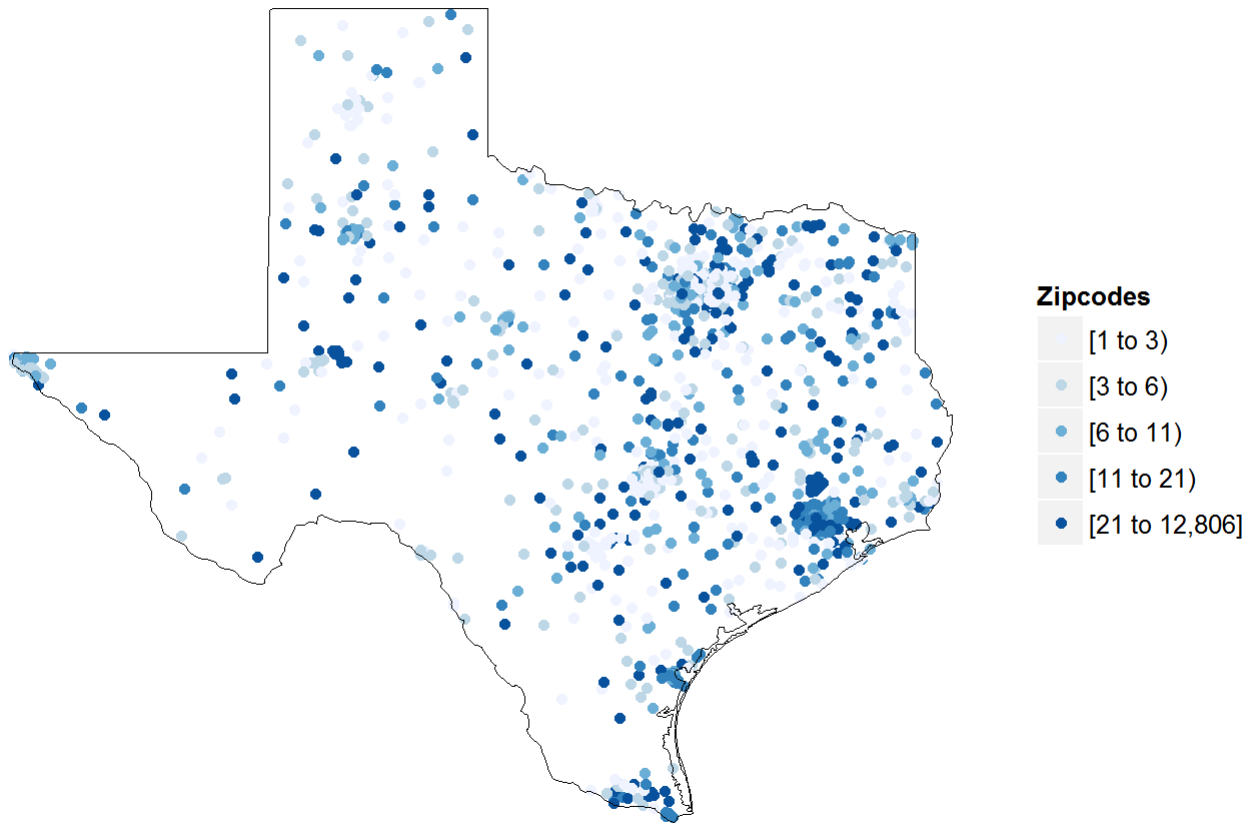 Zipcodes
[1 to 3)
[3 to 6)
[6 to 11)
[11 to 21)
[21 to 12,806]